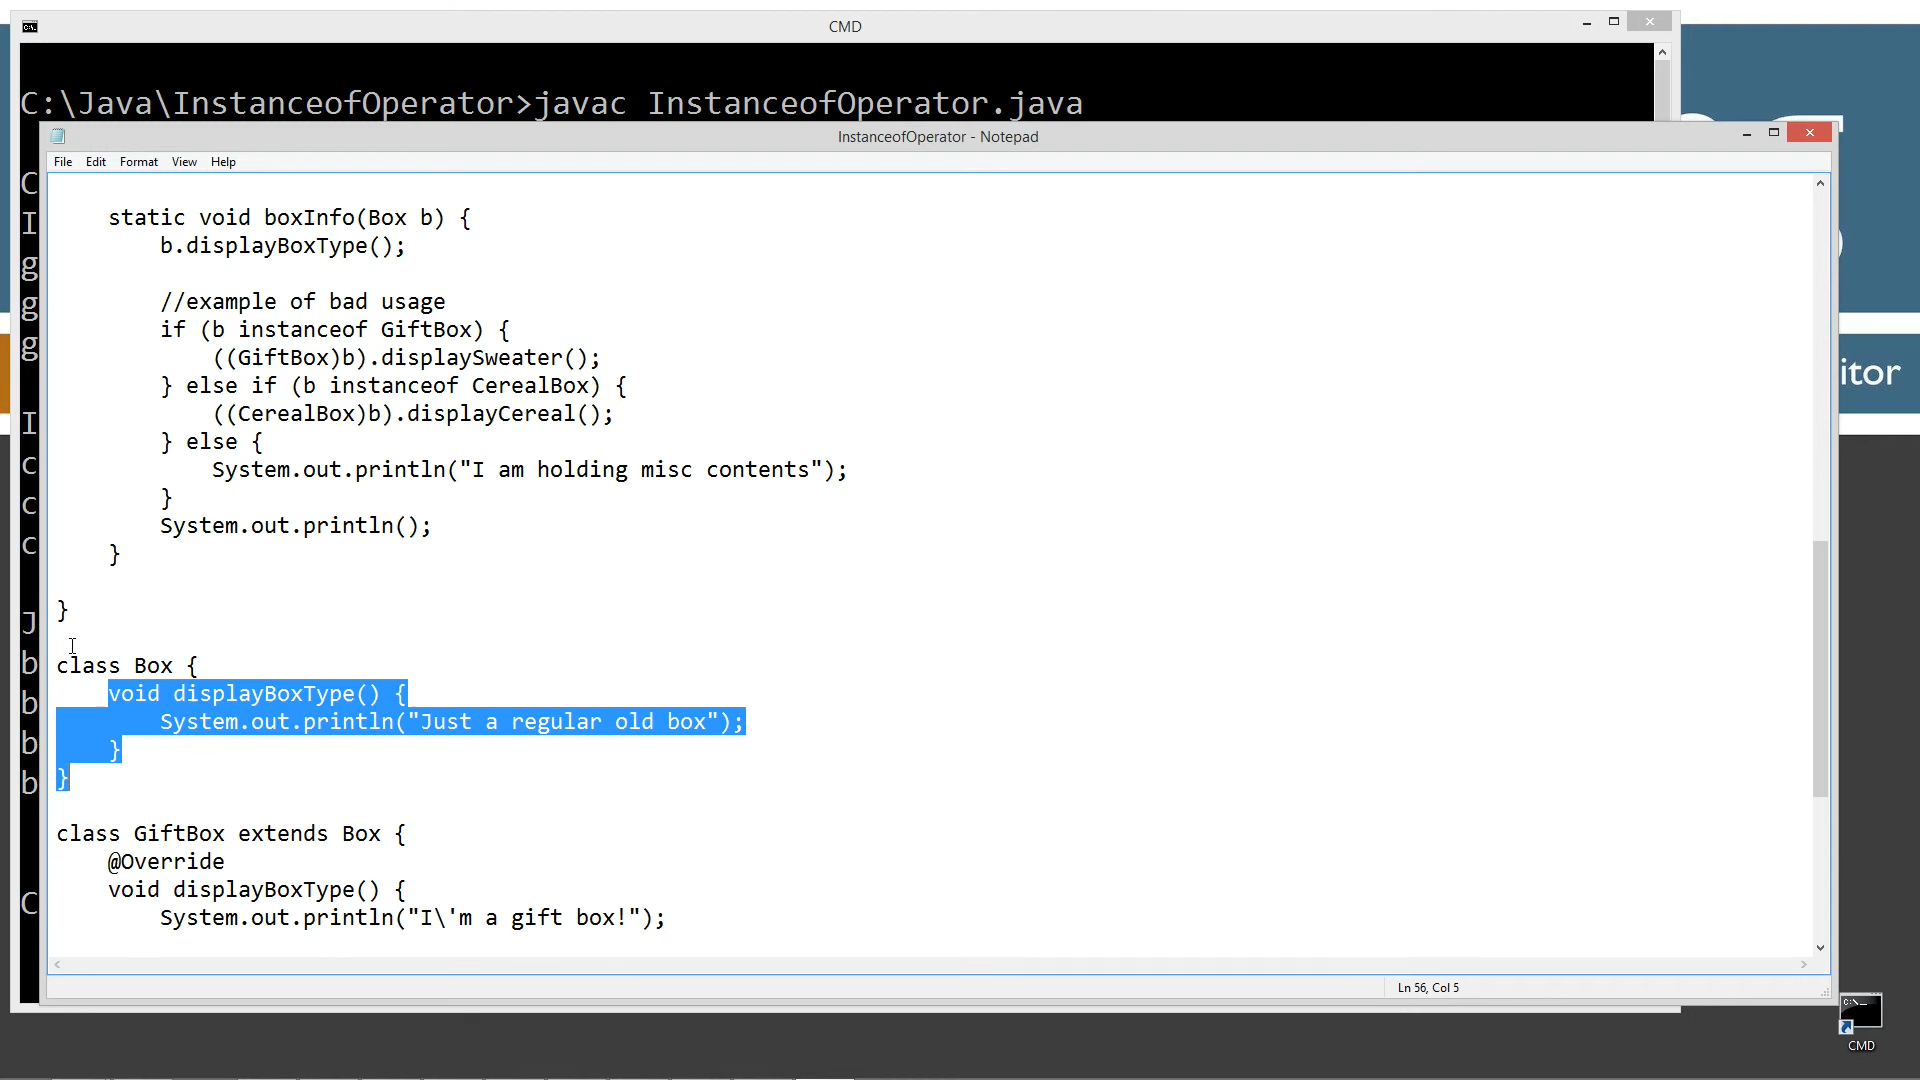 CMD
C:\Java\InstanceofOperator>javac InstanceofOperator.java
InstanceofOperator - Notepad
File Edit Format View Help
static void boxInfo(Box b) {
b.displayBoxType();
//example of bad usage
if (b instanceof GiftBox) {
((GiftBox)b).displaySweater();
} else if (b instanceof CerealBox) {
((CerealBox)b).displayCereal();
} else {
System.out.println("I am holding misc contents");
}
System.out.println();
}
}
class Box {
void displayBoxType() {
System.out.println("Just a regular old box");
}
}
class GiftBox extends Box {
@Override
void displayBoxType() {
System.out.println("I\'m a gift box!");
Ln 56, Col 5
C
I
g
g
g
I
c
c
c
J
b
b
b
b
C
itor
CMD